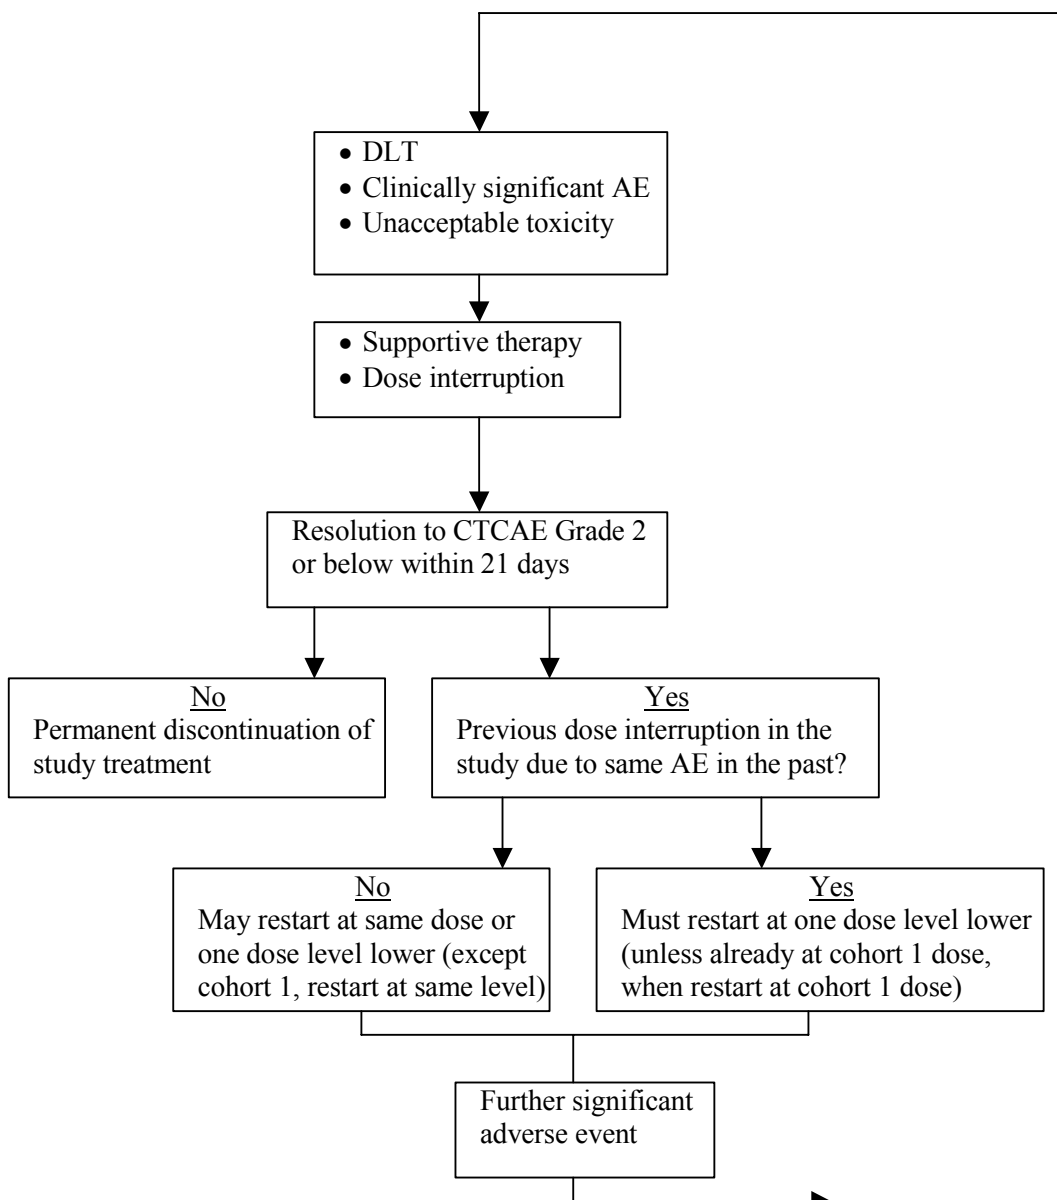 • DLT
• Clinically significant AE
• Unacceptable toxicity
• Supportive therapy
• Dose interruption
Resolution to CTCAE Grade 2
or below within 21 days
No
Permanent discontinuation of
study treatment
Yes
Previous dose interruption in the
study due to same AE in the past?
No
May restart at same dose or
one dose level lower (except
cohort 1, restart at same level)
Yes
Must restart at one dose level lower
(unless already at cohort 1 dose,
when restart at cohort 1 dose)
Further significant
adverse event